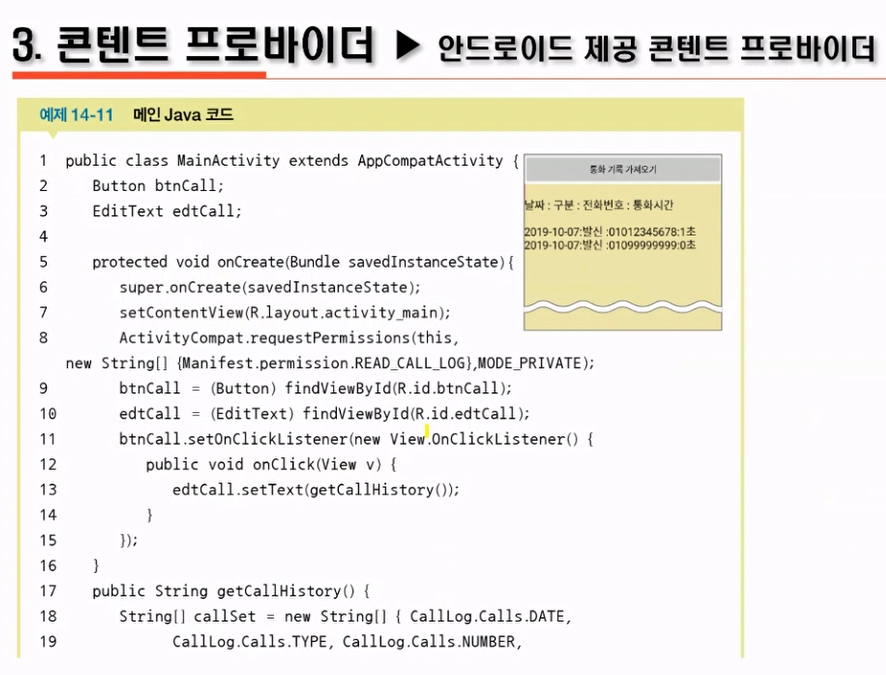 3. 콘텐트 프로바이더 ▶ 안드로이드 제공 콘텐트 프로바이더
예제 14-11 메인 Java 코드
1 public class MainActivity extends AppCompatActivity {
2 Button btnCall;
3 EditText edtCall;
4
5 protected void onCreate(Bundle savedInstanceState){
6 super.onCreate(savedInstanceState);
7 setContentView(R.layout.activity_main);
8 ActivityCompat.requestPermissions(this,
new String[] {Manifest.permission.READ_CALL_LOG},MODE_PRIVATE);
9 btnCall = (Button) findViewById(R.id.btnCall);
10 edtCall = (EditText) findViewById(R.id.edtCall);
11 btnCall.setOnClickListener(new View.OnClickListener() {
12 public void onClick(View v) {
13 edtCall.setText(getCallHistory());
14 }
15 });
16 }
17 public String getCallHistory() {
18 String[] callSet = new String[] { CallLog.Calls.DATE,
19 CallLog.Calls.TYPE, CallLog.Calls.NUMBER,
통화 기록 가져오기
날짜 : 구분 : 전화번호 : 통화시간
2019-10-07:발신 :01012345678:1초
2019-10-07:발신 :01099999999:0초